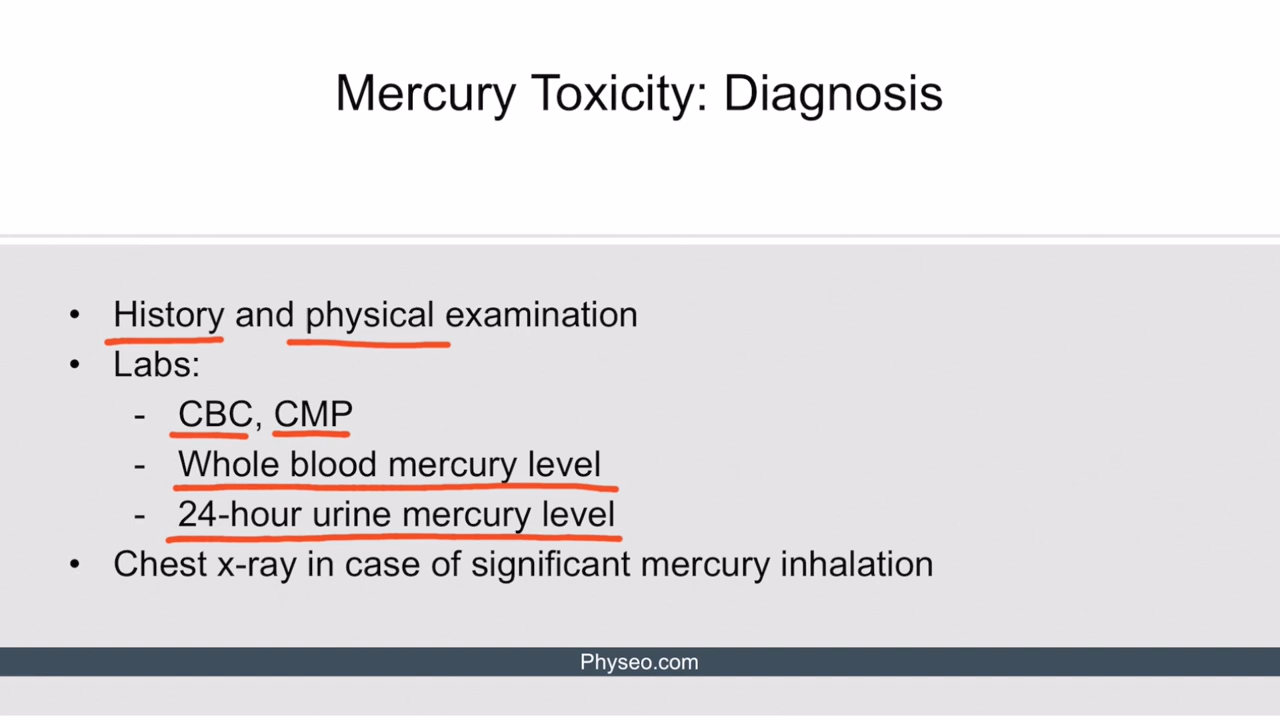 Mercury Toxicity: Diagnosis
• History and physical examination
• Labs:
- CBC, CMP
- Whole blood mercury level
- 24-hour urine mercury level
• Chest x-ray in case of significant mercury inhalation
Physeo.com